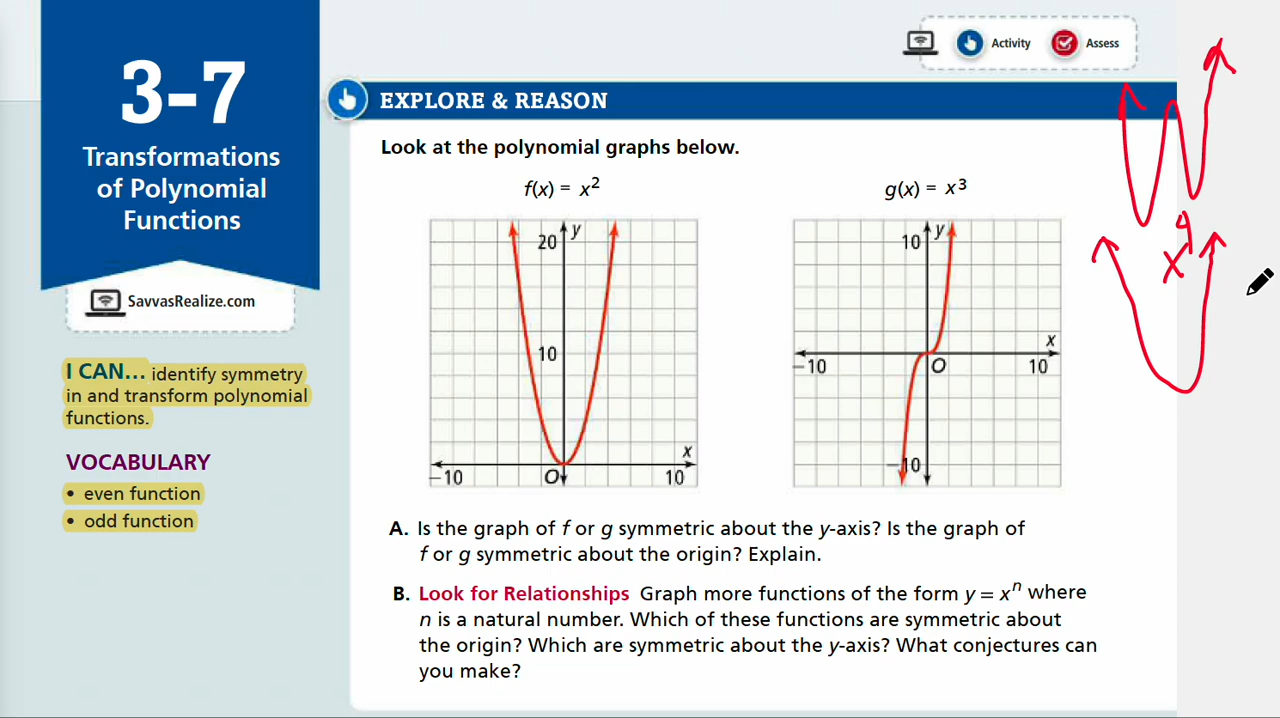 3-7
Transformations
of Polynomial
Functions
SavvasRealize.com
I CAN... identify symmetry
in and transform polynomial
functions.
VOCABULARY
• even function
• odd function
Activity
Assess
EXPLORE & REASON
Look at the polynomial graphs below.
f(x) = x²
20
y
10
x
−10
O
10
g(x) = x³
10
y
x
−10
O
10
−10
A. Is the graph of f or g symmetric about the y-axis? Is the graph of
f or g symmetric about the origin? Explain.
B. Look for Relationships Graph more functions of the form y = xⁿ where
n is a natural number. Which of these functions are symmetric about
the origin? Which are symmetric about the y-axis? What conjectures can
you make?
x⁴